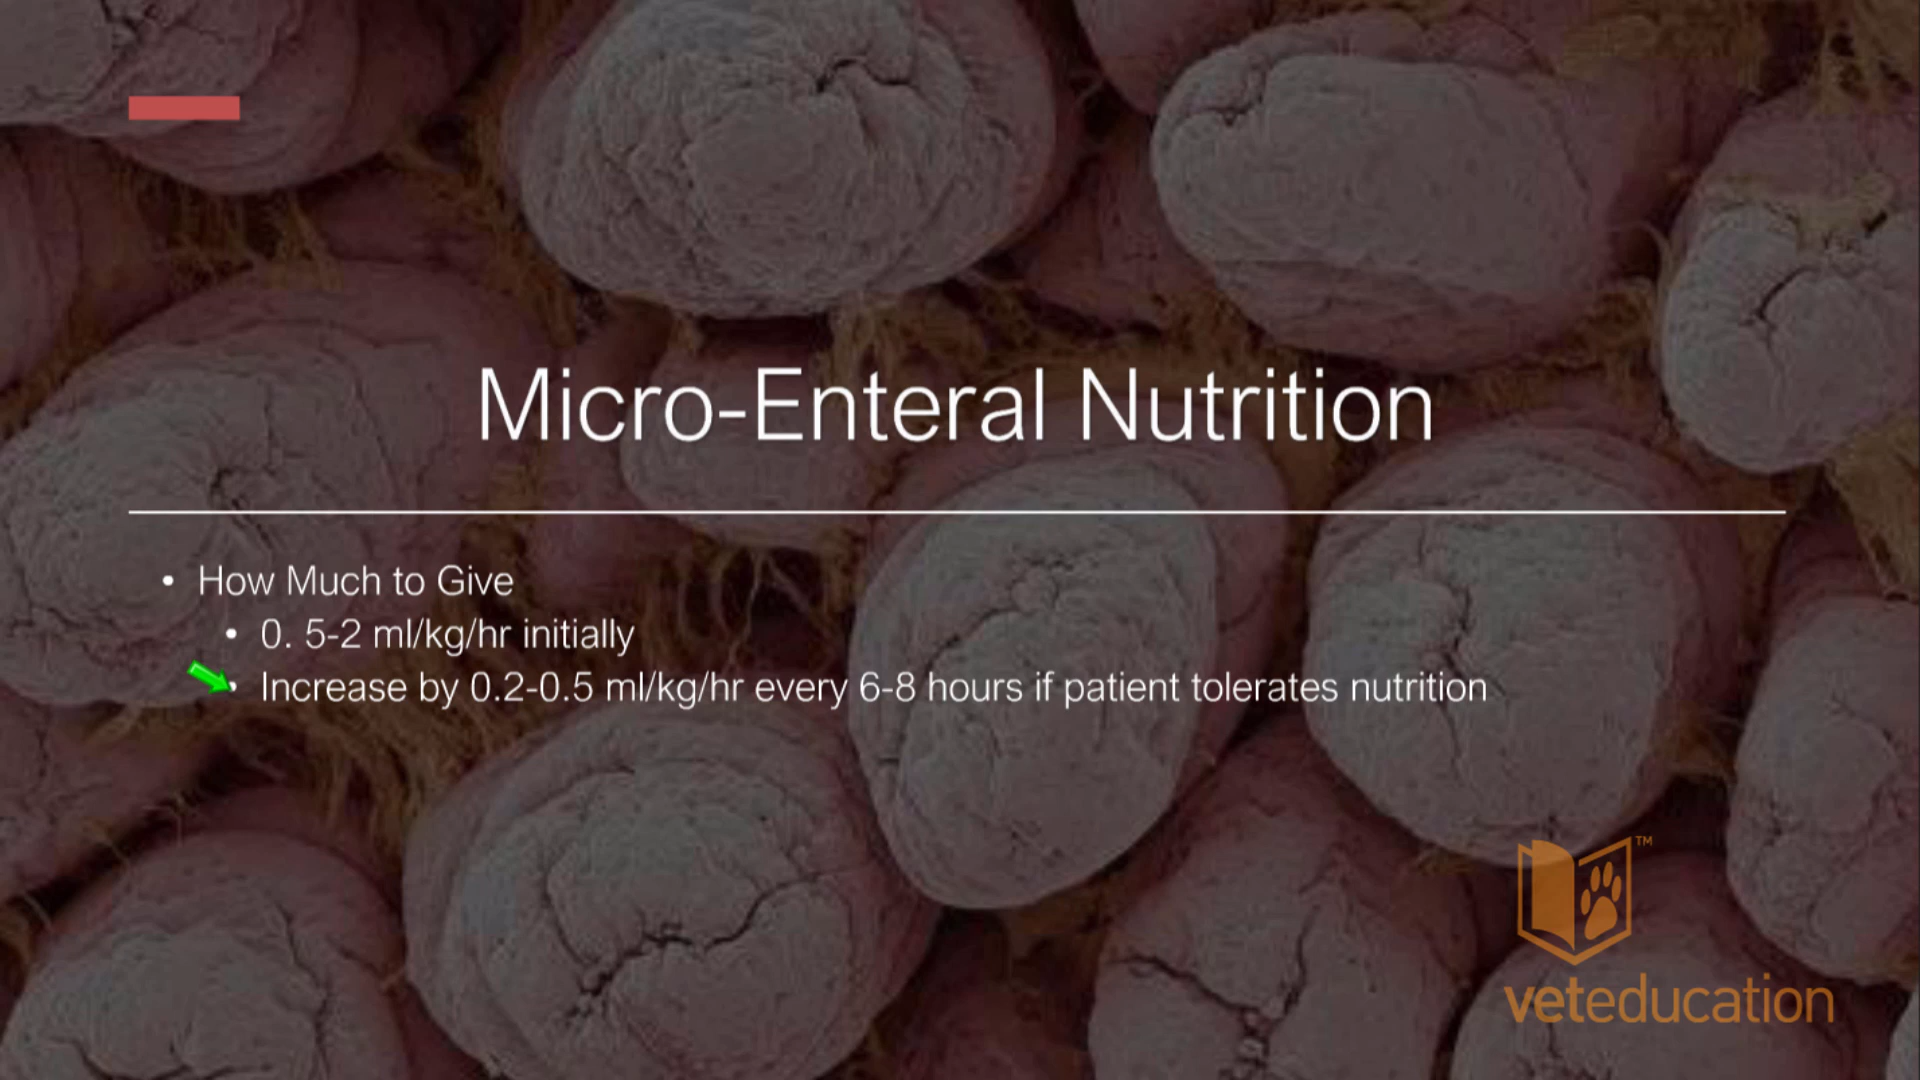 Micro-Enteral Nutrition
• How Much to Give
• 0. 5-2 ml/kg/hr initially
• Increase by 0.2-0.5 ml/kg/hr every 6-8 hours if patient tolerates nutrition
TM
veteducation